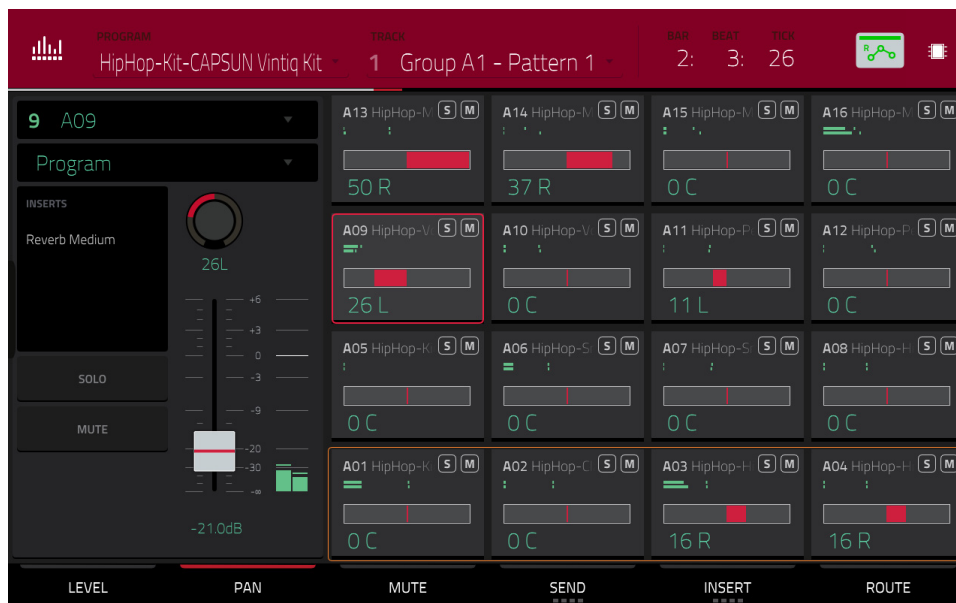 PROGRAM TRACK BAR BEAT TICK
HipHop-Kit-CAPSUN Vintiq Kit 1 Group A1 - Pattern 1 2: 3: 26 R
9 A09
Program
INSERTS
Reverb Medium
26L
+6
+3
0
-3
-9
-20
-30
-∞
-21.0dB
SOLO
MUTE
A13 HipHop-M S M A14 HipHop-M S M A15 HipHop-M S M A16 HipHop-M S M
50 R 37 R 0 C 0 C
A09 HipHop-Vi S M A10 HipHop-V S M A11 HipHop-P S M A12 HipHop-P S M
26 L 0 C 11 L 0 C
A05 HipHop-K S M A06 HipHop-S S M A07 HipHop-S S M A08 HipHop-H S M
0 C 0 C 0 C 0 C
A01 HipHop-K S M A02 HipHop-Cl S M A03 HipHop-H S M A04 HipHop-H S M
0 C 0 C 16 R 16 R
LEVEL PAN MUTE SEND INSERT ROUTE